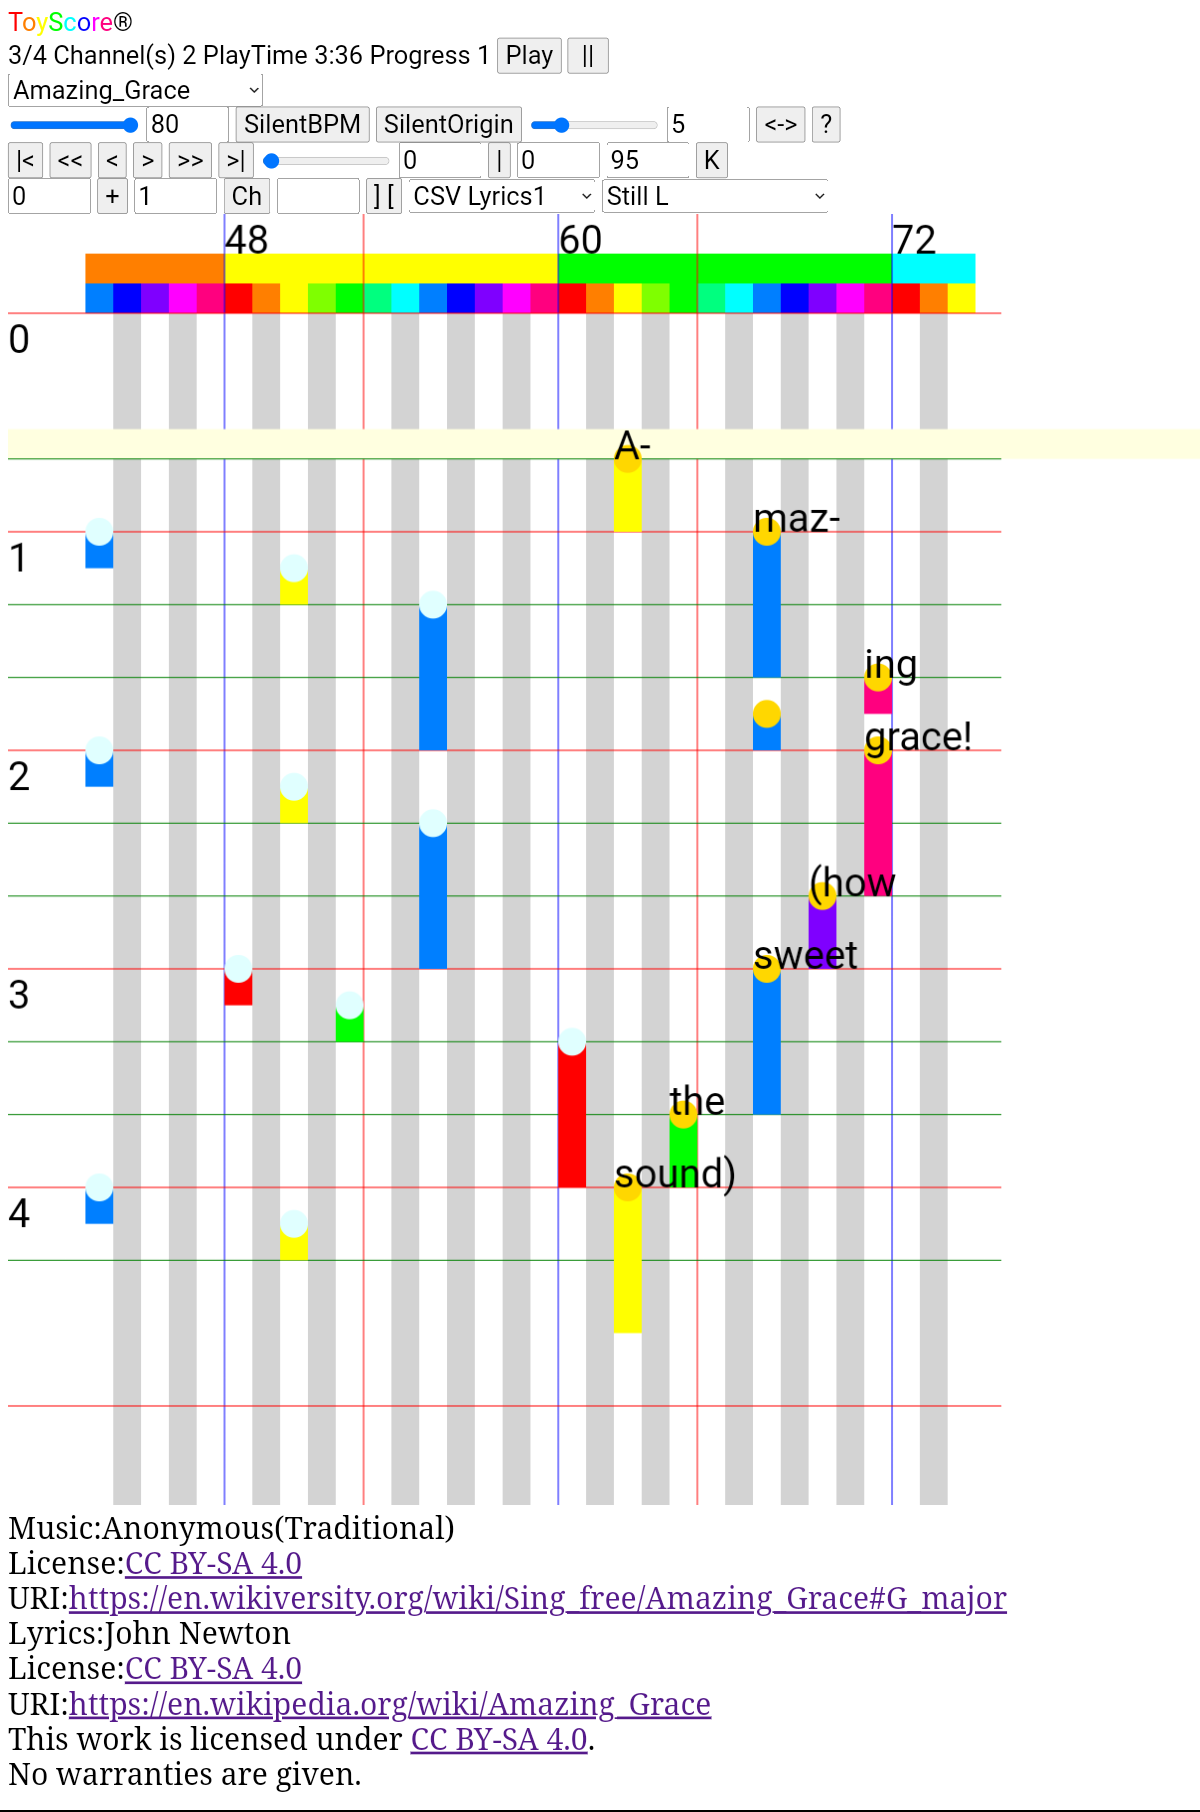 ToyScore®
3/4 Channel(s) 2 PlayTime 3:36 Progress 1 Play ||
Amazing_Grace
80 SilentBPM SilentOrigin 5 <-> ?
|< << < > >> >| 0 | 0 95 K
0 + 1 Ch ] [ CSV Lyrics1 Still L
48 60 72
0
A-
maz-
1
ing
grace!
2
(how
sweet
3
the
sound)
4
Music:Anonymous(Traditional)
License:CC BY-SA 4.0
URI:https://en.wikiversity.org/wiki/Sing_free/Amazing_Grace#G_major
Lyrics:John Newton
License:CC BY-SA 4.0
URI:https://en.wikipedia.org/wiki/Amazing_Grace
This work is licensed under CC BY-SA 4.0.
No warranties are given.